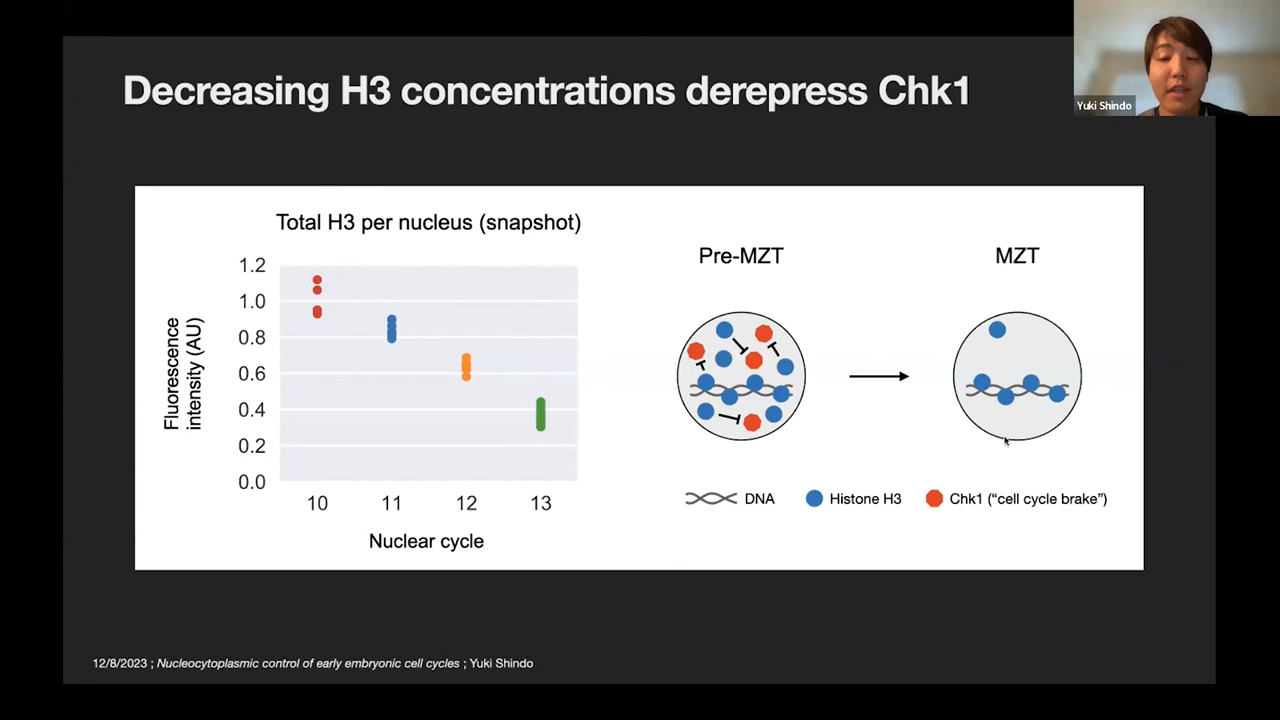 Decreasing H3 concentrations derepress Chk1
Yuki Shindo
Total H3 per nucleus (snapshot)
Fluorescence
intensity (AU)
1.2
1.0
0.8
0.6
0.4
0.2
0.0
10 11 12 13
Nuclear cycle
Pre-MZT
MZT
DNA
Histone H3
Chk1 (“cell cycle brake”)
12/8/2023 ; Nucleocytoplasmic control of early embryonic cell cycles ; Yuki Shindo